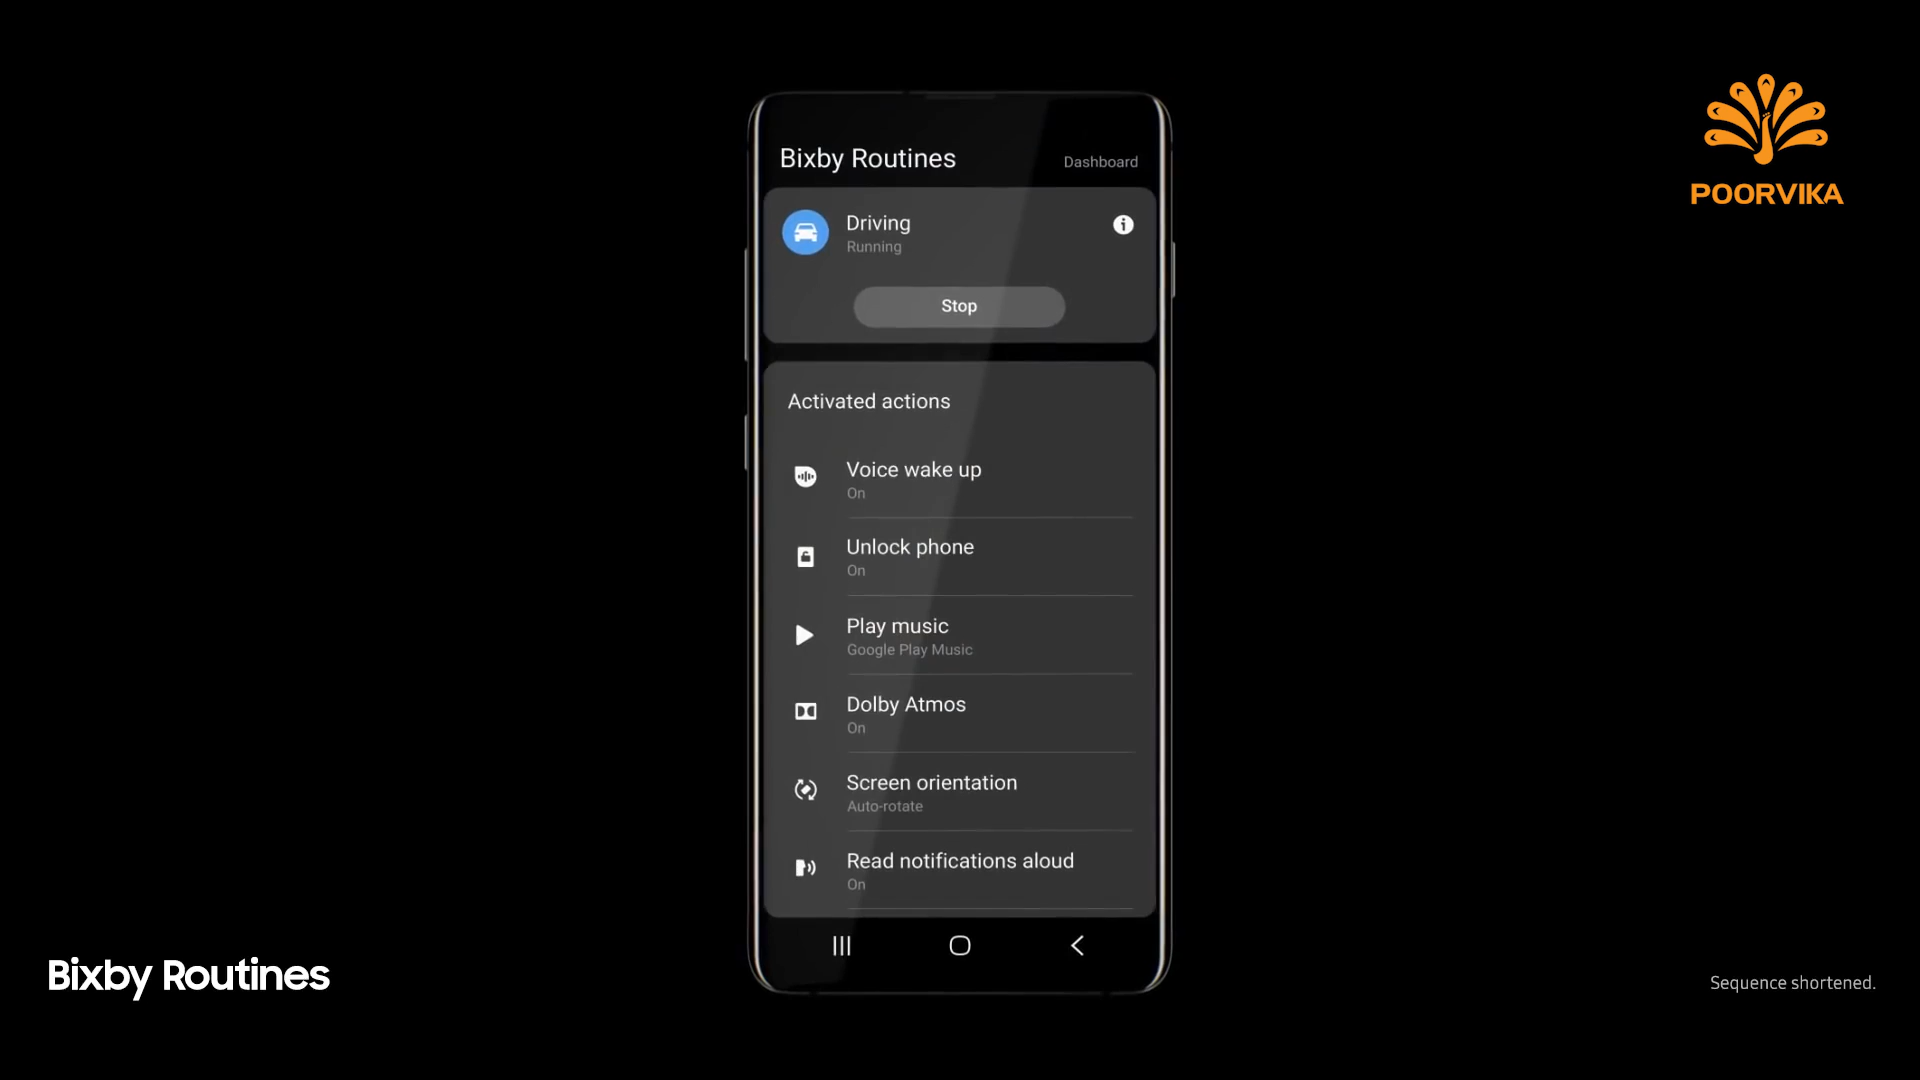 POORVIKA
Bixby Routines
Dashboard
Driving
Running
Stop
Activated actions
Voice wake up
On
Unlock phone
On
Play music
Google Play Music
Dolby Atmos
On
Screen orientation
Auto-rotate
Read notifications aloud
On
Bixby Routines
Sequence shortened.